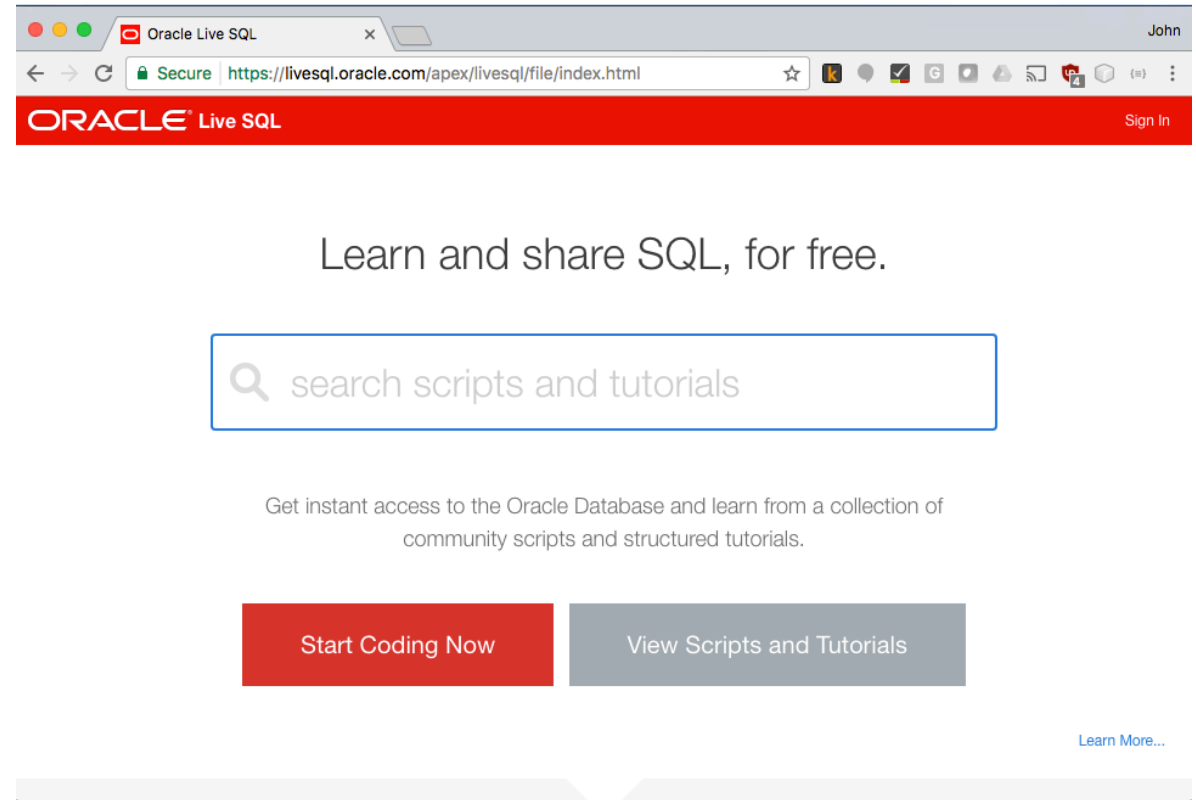 Oracle Live SQL
John
Secure https://livesql.oracle.com/apex/livesql/file/index.html
k G 4 {≡}
ORACLE® Live SQL
Sign In
Learn and share SQL, for free.
search scripts and tutorials
Get instant access to the Oracle Database and learn from a collection of
community scripts and structured tutorials.
Start Coding Now
View Scripts and Tutorials
Learn More...